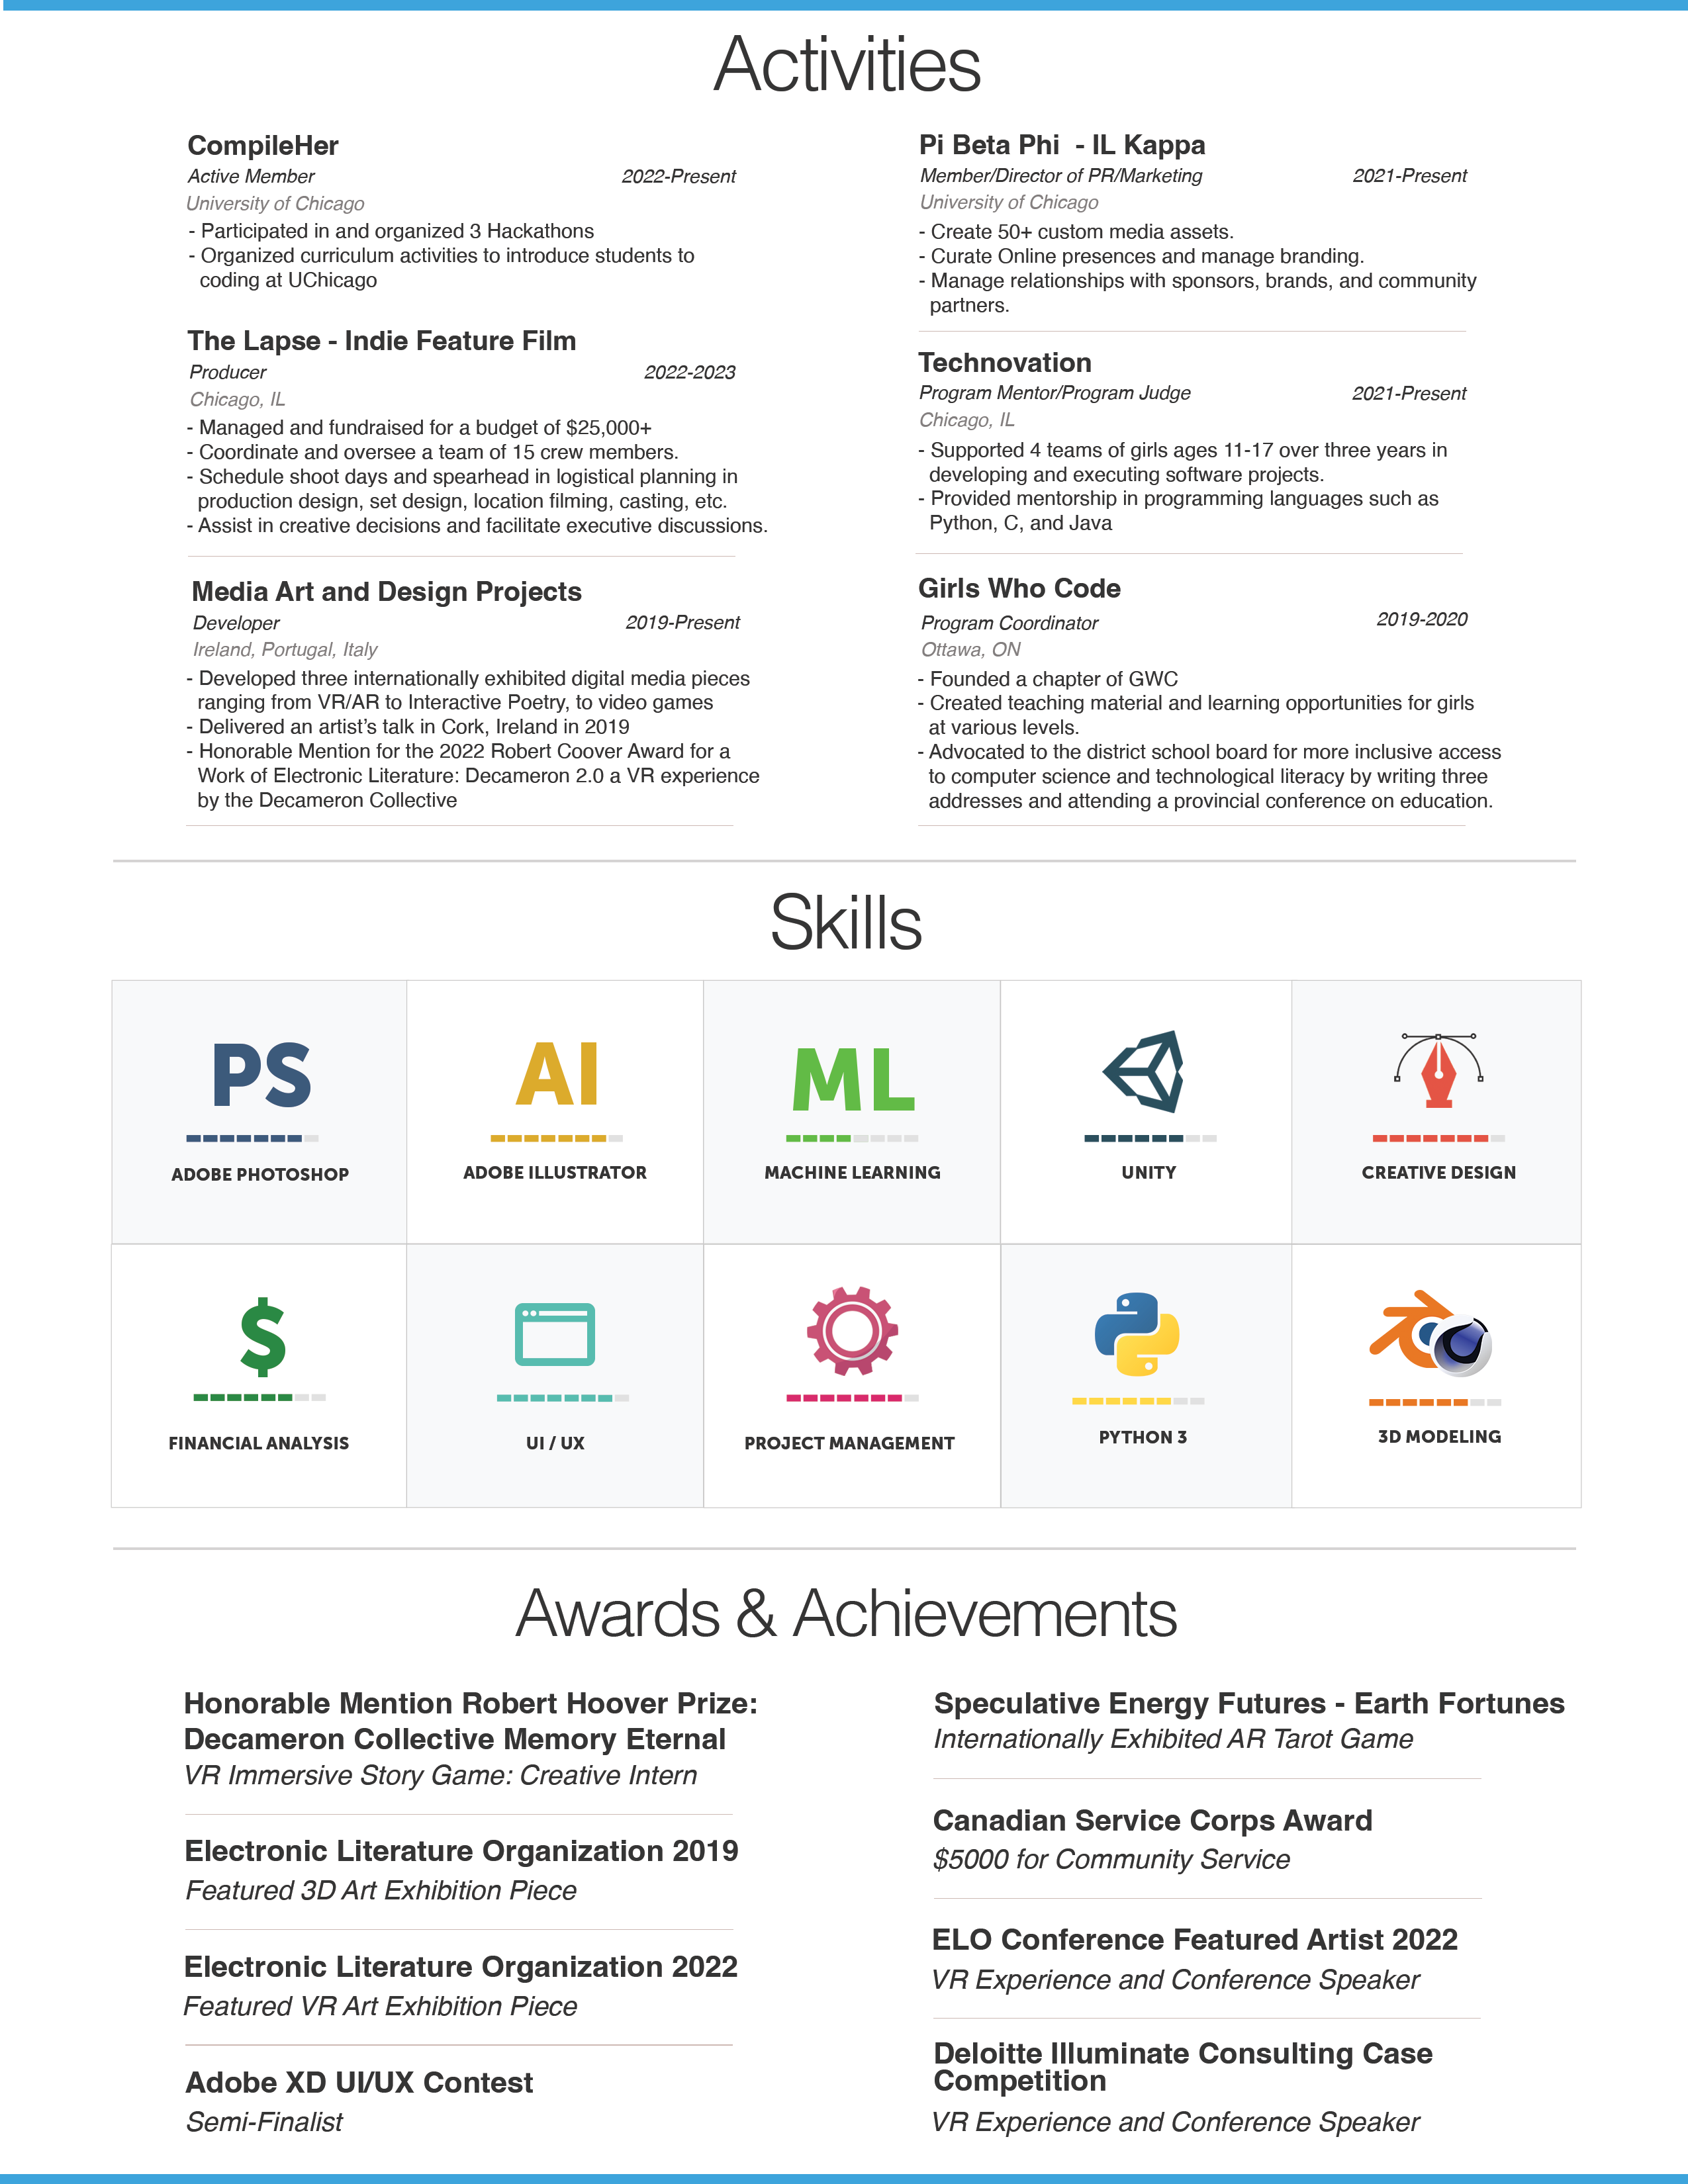 Activities
CompileHer
Active Member 2022-Present
University of Chicago
- Participated in and organized 3 Hackathons
- Organized curriculum activities to introduce students to
coding at UChicago
The Lapse - Indie Feature Film
Producer 2022-2023
Chicago, IL
- Managed and fundraised for a budget of $25,000+
- Coordinate and oversee a team of 15 crew members.
- Schedule shoot days and spearhead in logistical planning in
production design, set design, location filming, casting, etc.
- Assist in creative decisions and facilitate executive discussions.
Media Art and Design Projects
Developer 2019-Present
Ireland, Portugal, Italy
- Developed three internationally exhibited digital media pieces
ranging from VR/AR to Interactive Poetry, to video games
- Delivered an artist's talk in Cork, Ireland in 2019
- Honorable Mention for the 2022 Robert Coover Award for a
Work of Electronic Literature: Decameron 2.0 a VR experience
by the Decameron Collective
Pi Beta Phi - IL Kappa
Member/Director of PR/Marketing 2021-Present
University of Chicago
- Create 50+ custom media assets.
- Curate Online presences and manage branding.
- Manage relationships with sponsors, brands, and community
partners.
Technovation
Program Mentor/Program Judge 2021-Present
Chicago, IL
- Supported 4 teams of girls ages 11-17 over three years in
developing and executing software projects.
- Provided mentorship in programming languages such as
Python, C, and Java
Girls Who Code
Program Coordinator 2019-2020
Ottawa, ON
- Founded a chapter of GWC
- Created teaching material and learning opportunities for girls
at various levels.
- Advocated to the district school board for more inclusive access
to computer science and technological literacy by writing three
addresses and attending a provincial conference on education.
Skills
PS
ADOBE PHOTOSHOP
AI
ADOBE ILLUSTRATOR
ML
MACHINE LEARNING
UNITY
CREATIVE DESIGN
$
FINANCIAL ANALYSIS
UI / UX
PROJECT MANAGEMENT
PYTHON 3
3D MODELING
Awards & Achievements
Honorable Mention Robert Hoover Prize:
Decameron Collective Memory Eternal
VR Immersive Story Game: Creative Intern
Electronic Literature Organization 2019
Featured 3D Art Exhibition Piece
Electronic Literature Organization 2022
Featured VR Art Exhibition Piece
Adobe XD UI/UX Contest
Semi-Finalist
Speculative Energy Futures - Earth Fortunes
Internationally Exhibited AR Tarot Game
Canadian Service Corps Award
$5000 for Community Service
ELO Conference Featured Artist 2022
VR Experience and Conference Speaker
Deloitte Illuminate Consulting Case
Competition
VR Experience and Conference Speaker